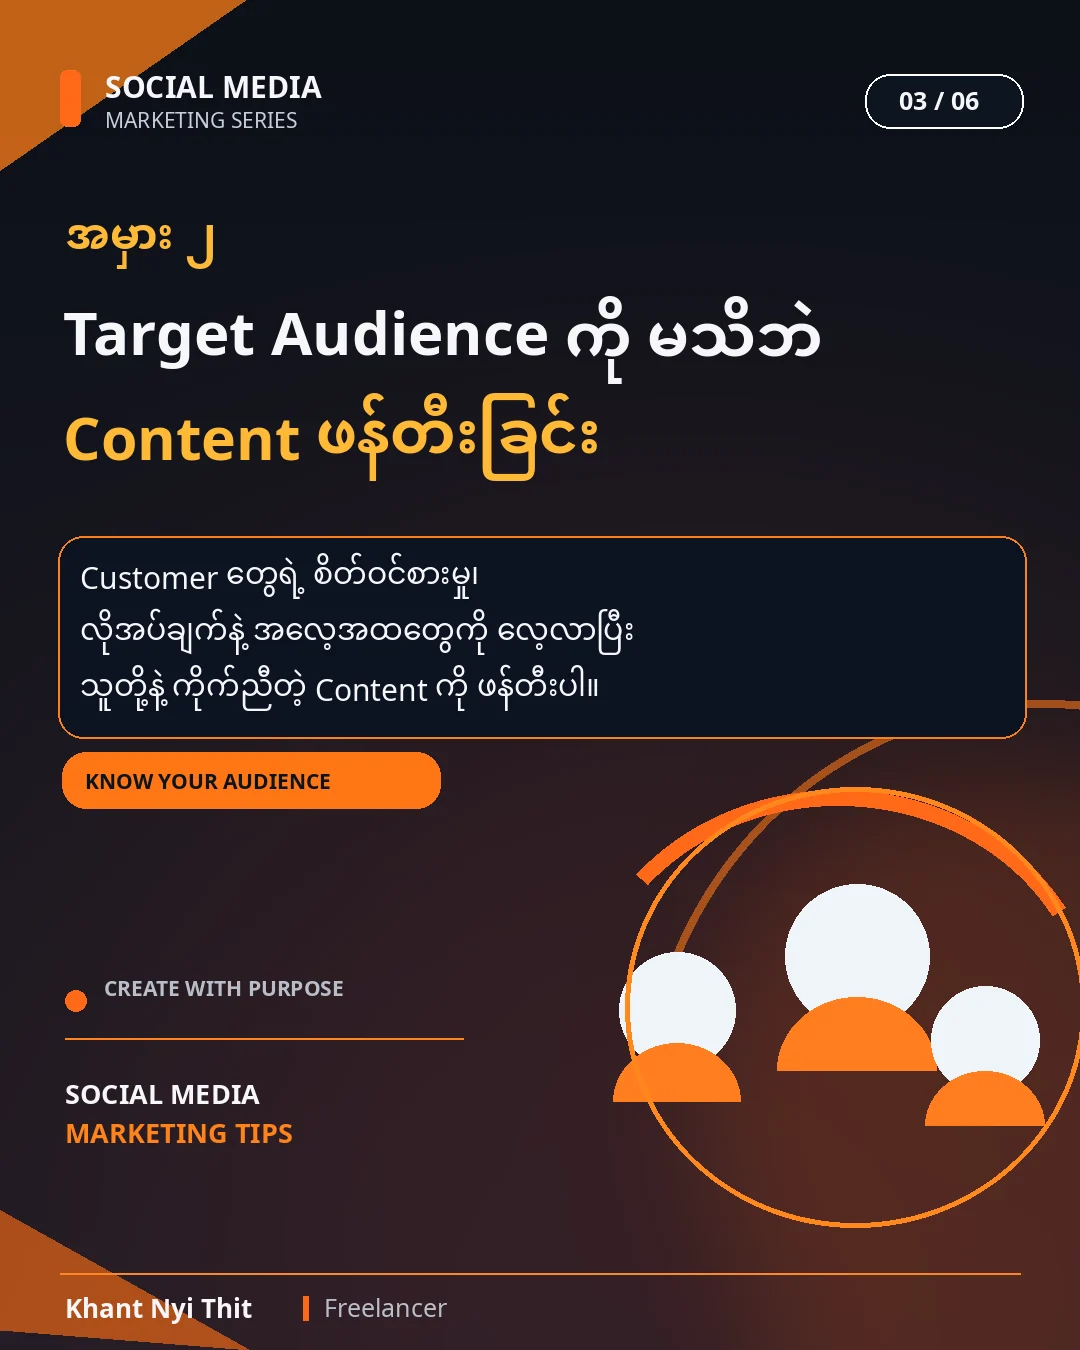 SOCIAL MEDIA
MARKETING SERIES
03 / 06
အမှား ၂
Target Audience ကို မသိဘဲ
Content ဖန်တီးခြင်း
Customer တွေရဲ့ စိတ်ဝင်စားမှု၊
လိုအပ်ချက်နဲ့ အလေ့အထတွေကို လေ့လာပြီး
သူတို့နဲ့ ကိုက်ညီတဲ့ Content ကို ဖန်တီးပါ။
KNOW YOUR AUDIENCE
CREATE WITH PURPOSE
SOCIAL MEDIA
MARKETING TIPS
Khant Nyi Thit
Freelancer